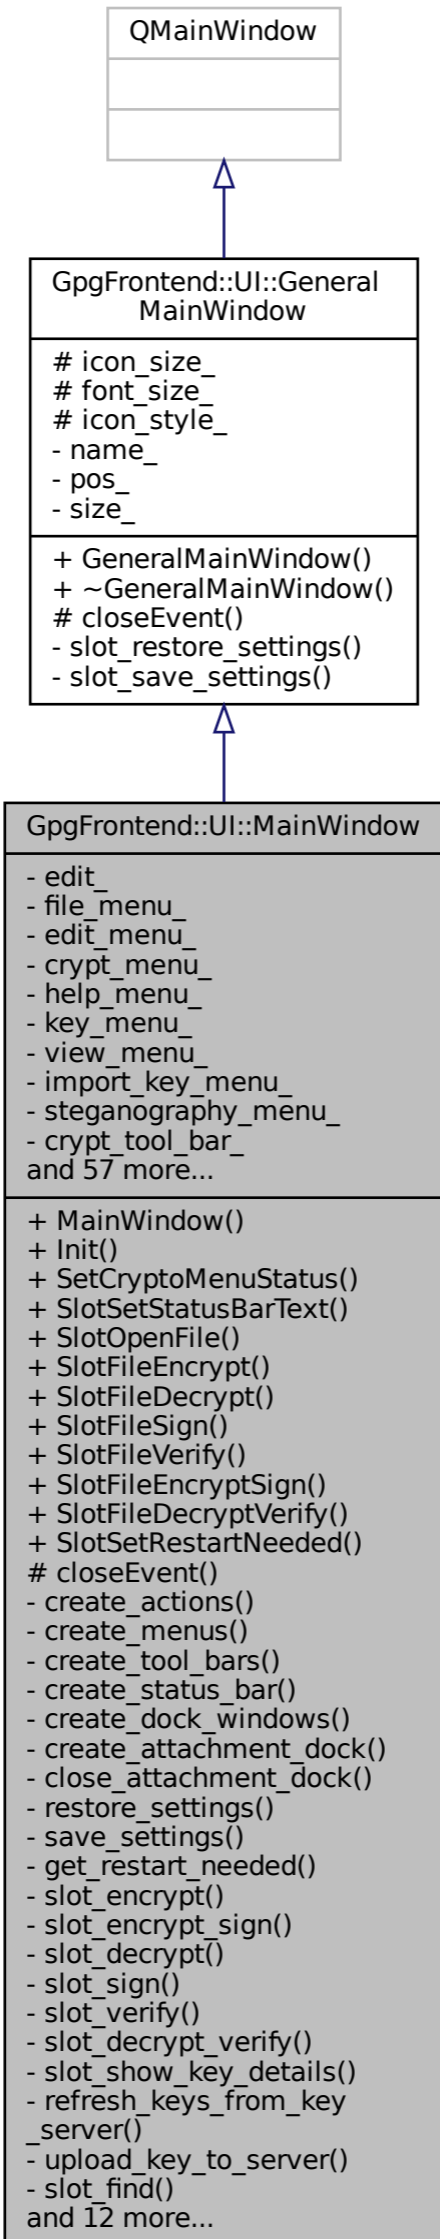 QMainWindow
GpgFrontend::UI::General
MainWindow
# icon_size_
# font_size_
# icon_style_
- name_
- pos_
- size_
+ GeneralMainWindow()
+ ~GeneralMainWindow()
# closeEvent()
- slot_restore_settings()
- slot_save_settings()
GpgFrontend::UI::MainWindow
- edit_
- file_menu_
- edit_menu_
- crypt_menu_
- help_menu_
- key_menu_
- view_menu_
- import_key_menu_
- steganography_menu_
- crypt_tool_bar_
and 57 more...
+ MainWindow()
+ Init()
+ SetCryptoMenuStatus()
+ SlotSetStatusBarText()
+ SlotOpenFile()
+ SlotFileEncrypt()
+ SlotFileDecrypt()
+ SlotFileSign()
+ SlotFileVerify()
+ SlotFileEncryptSign()
+ SlotFileDecryptVerify()
+ SlotSetRestartNeeded()
# closeEvent()
- create_actions()
- create_menus()
- create_tool_bars()
- create_status_bar()
- create_dock_windows()
- create_attachment_dock()
- close_attachment_dock()
- restore_settings()
- save_settings()
- get_restart_needed()
- slot_encrypt()
- slot_encrypt_sign()
- slot_decrypt()
- slot_sign()
- slot_verify()
- slot_decrypt_verify()
- slot_show_key_details()
- refresh_keys_from_key
_server()
- upload_key_to_server()
- slot_find()
and 12 more...